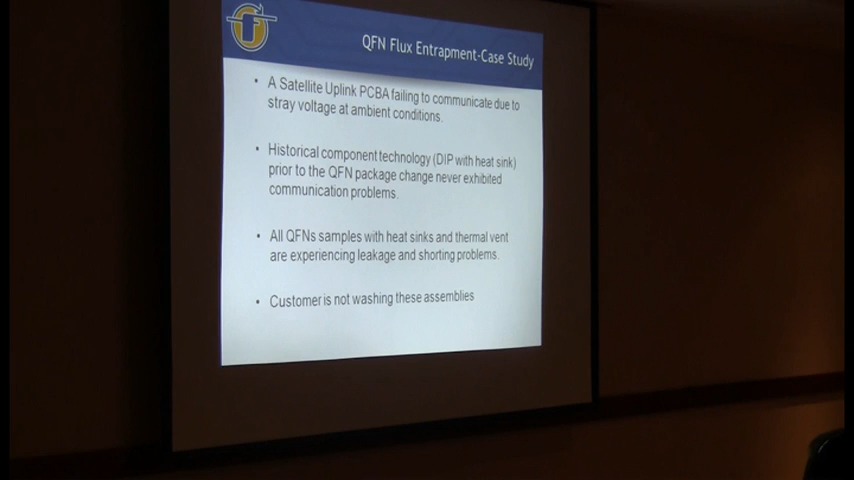 QFN Flux Entrapment-Case Study
• A Satellite Uplink PCBA failing to communicate due to
stray voltage at ambient conditions.
• Historical component technology (DIP with heat sink)
prior to the QFN package change never exhibited
communication problems.
• All QFNs samples with heat sinks and thermal vent
are experiencing leakage and shorting problems.
• Customer is not washing these assemblies